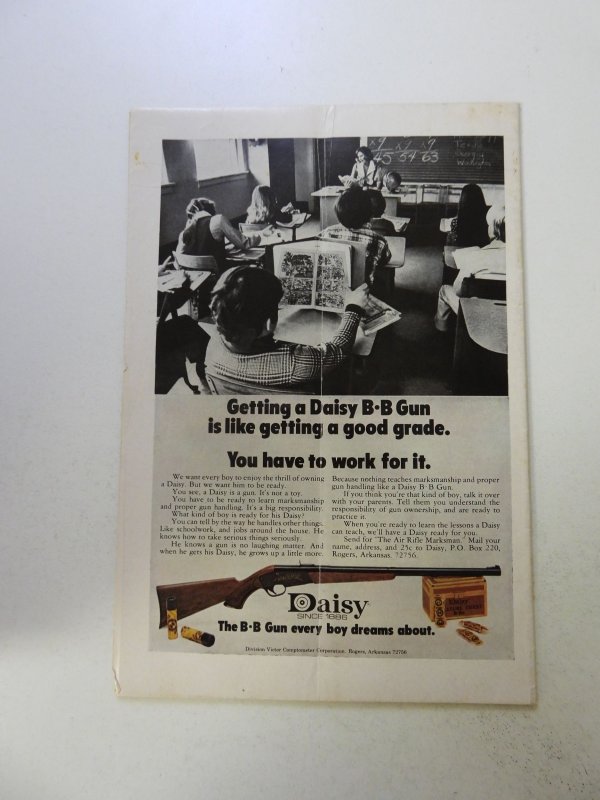 x9 x9 x9
45 54 63
Getting a Daisy B·B Gun
is like getting a good grade.
You have to work for it.
We want every boy to enjoy the thrill of owning
a Daisy. But we want him to be ready.
You see, a Daisy is a gun. It's not a toy.
You have to be ready to learn marksmanship
and proper gun handling. It's a big responsibility.
What kind of boy is ready for his Daisy?
You can tell by the way he handles other things.
Like schoolwork, and jobs around the house. He
knows how to take serious things seriously.
He knows a gun is no laughing matter. And
when he gets his Daisy, he grows up a little more.
Because nothing teaches marksmanship and proper
gun handling like a Daisy B·B Gun.
If you think you're that kind of boy, talk it over
with your parents. Tell them you understand the
responsibility of gun ownership, and are ready to
practice it.
When you're ready to learn the lessons a Daisy
can teach, we'll have a Daisy ready for you.
Send for "The Air Rifle Marksman." Mail your
name, address, and 25¢ to Daisy, P.O. Box 220,
Rogers, Arkansas. 72756.
Daisy
SINCE 1886
The B·B Gun every boy dreams about.
Division Victor Comptometer Corporation. Rogers, Arkansas 72756